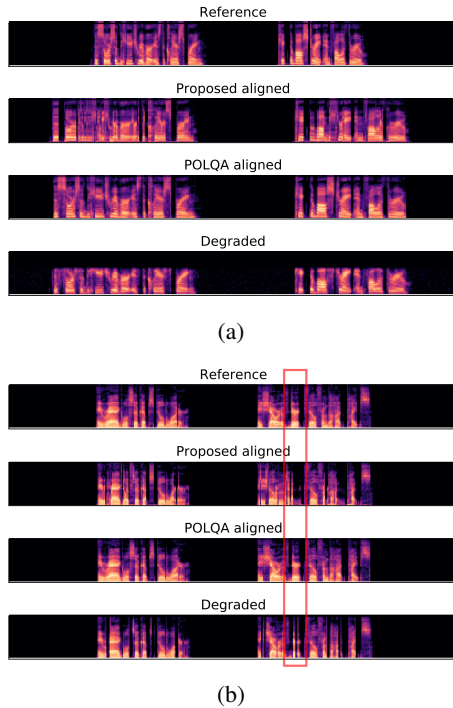 Reference
Proposed aligned
POLQA aligned
Degraded
(a)
Reference
Proposed aligned
POLQA aligned
Degraded
(b)